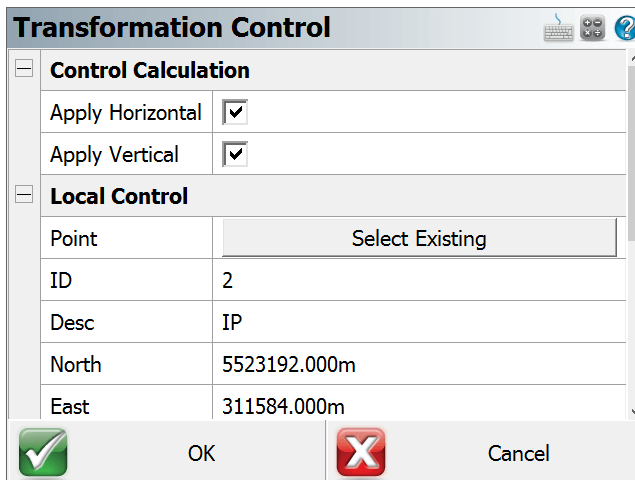 Transformation Control
Control Calculation
Apply Horizontal
Apply Vertical
Local Control
Point Select Existing
ID 2
Desc IP
North 5523192.000m
East 311584.000m
OK Cancel